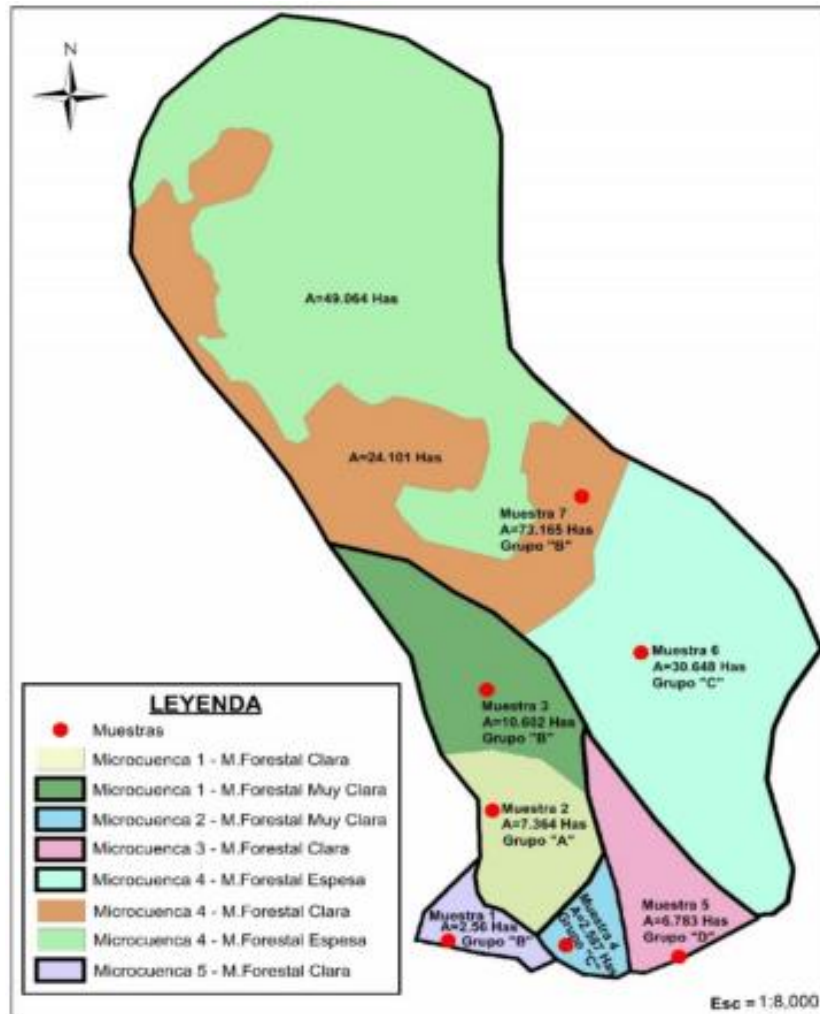 N
A=49.064 Has
A=24.101 Has
Muestra 7
A=73.165 Has
Grupo "B"
Muestra 6
A=30.648 Has
Grupo "C"
Muestra 3
A=10.602 Has
Grupo "B"
Muestra 2
A=7.364 Has
Grupo "A"
Muestra 1
A=2.56 Has
Grupo "B"
Muestra 4
A=2.587 Has
Grupo "C"
Muestra 5
A=6.783 Has
Grupo "D"
LEYENDA
Muestras
Microcuenca 1 - M.Forestal Clara
Microcuenca 1 - M.Forestal Muy Clara
Microcuenca 2 - M.Forestal Muy Clara
Microcuenca 3 - M.Forestal Clara
Microcuenca 4 - M.Forestal Espesa
Microcuenca 4 - M.Forestal Clara
Microcuenca 4 - M.Forestal Espesa
Microcuenca 5 - M.Forestal Clara
Esc = 1:8,000